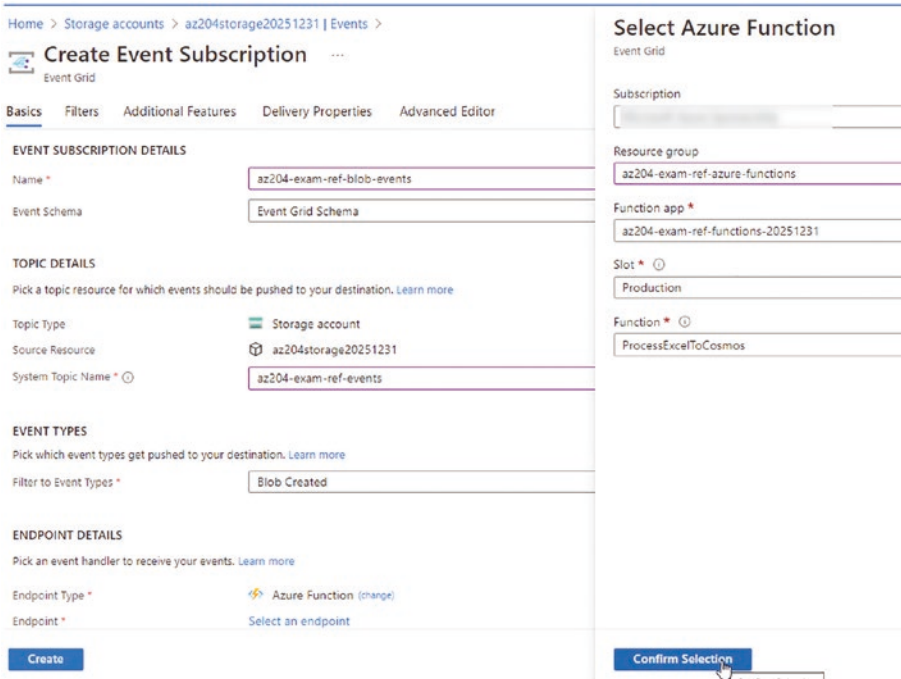 Home > Storage accounts > az204storage20251231 | Events >
Create Event Subscription ...
Event Grid
Basics Filters Additional Features Delivery Properties Advanced Editor
EVENT SUBSCRIPTION DETAILS
Name * az204-exam-ref-blob-events
Event Schema Event Grid Schema
TOPIC DETAILS
Pick a topic resource for which events should be pushed to your destination. Learn more
Topic Type Storage account
Source Resource az204storage20251231
System Topic Name * az204-exam-ref-events
EVENT TYPES
Pick which event types get pushed to your destination. Learn more
Filter to Event Types * Blob Created
ENDPOINT DETAILS
Pick an event handler to receive your events. Learn more
Endpoint Type * Azure Function (change)
Endpoint * Select an endpoint
Create
Select Azure Function
Event Grid
Subscription
Resource group
az204-exam-ref-azure-functions
Function app *
az204-exam-ref-functions-20251231
Slot *
Production
Function *
ProcessExcelToCosmos
Confirm Selection